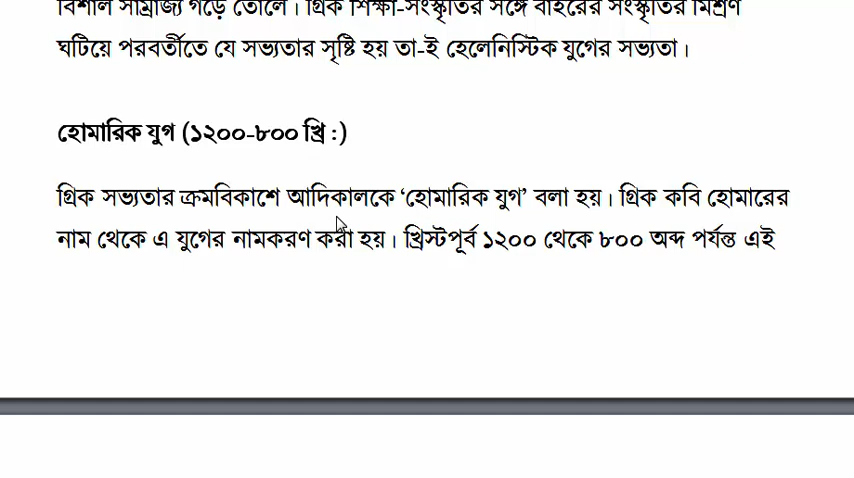 বিশাল সাম্রাজ্য গড়ে তোলে। গ্রিক শিক্ষা-সংস্কৃতির সঙ্গে বাইরের সংস্কৃতির মিশ্রণ
ঘটিয়ে পরবর্তীতে যে সভ্যতার সৃষ্টি হয় তা-ই হেলেনিস্টিক যুগের সভ্যতা।
হোমারিক যুগ (১২০০-৮০০ খ্রি :)
গ্রিক সভ্যতার ক্রমবিকাশে আদিকালকে ‘হোমারিক যুগ’ বলা হয়। গ্রিক কবি হোমারের
নাম থেকে এ যুগের নামকরণ করা হয়। খ্রিস্টপূর্ব ১২০০ থেকে ৮০০ অব্দ পর্যন্ত এই